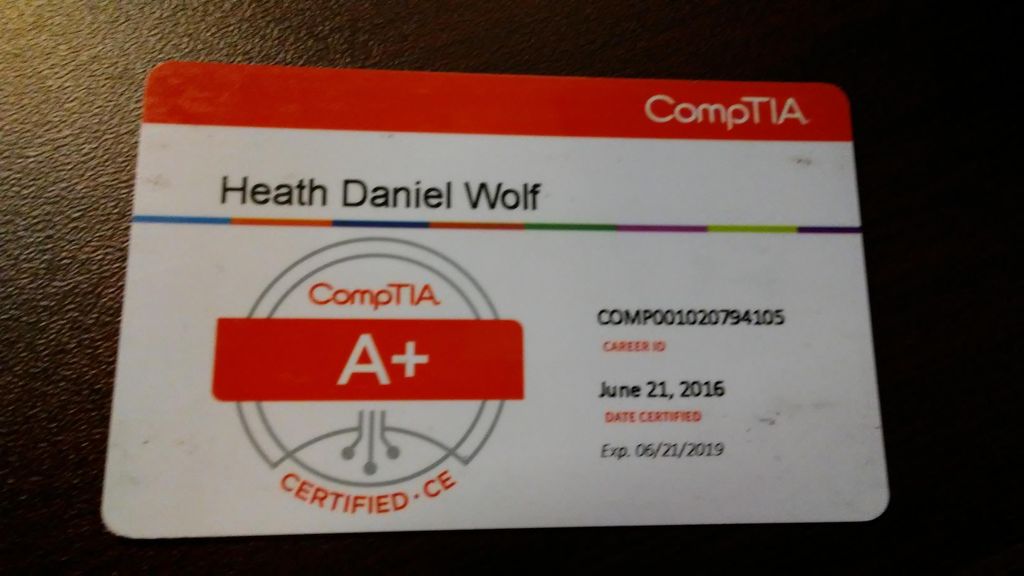 CompTIA
Heath Daniel Wolf
CompTIA
A+
CERTIFIED · CE
COMP001020794105
CAREER ID
June 21, 2016
DATE CERTIFIED
Exp. 06/21/2019